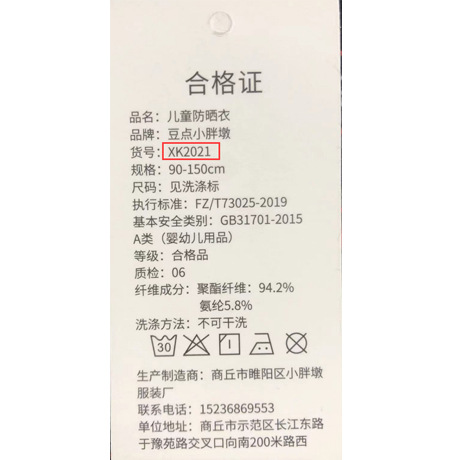 合格证
品名：儿童防晒衣
品牌：豆点小胖墩
货号：XK2021
规格：90-150cm
尺码：见洗涤标
执行标准：FZ/T73025-2019
基本安全类别：GB31701-2015
A类（婴幼儿用品）
等级：合格品
质检：06
纤维成分：聚酯纤维：94.2%
氨纶5.8%
洗涤方法：不可干洗
30
生产制造商：商丘市睢阳区小胖墩
服装厂
联系电话：15236869553
单位地址：商丘市示范区长江东路
于豫苑路交叉口向南200米路西